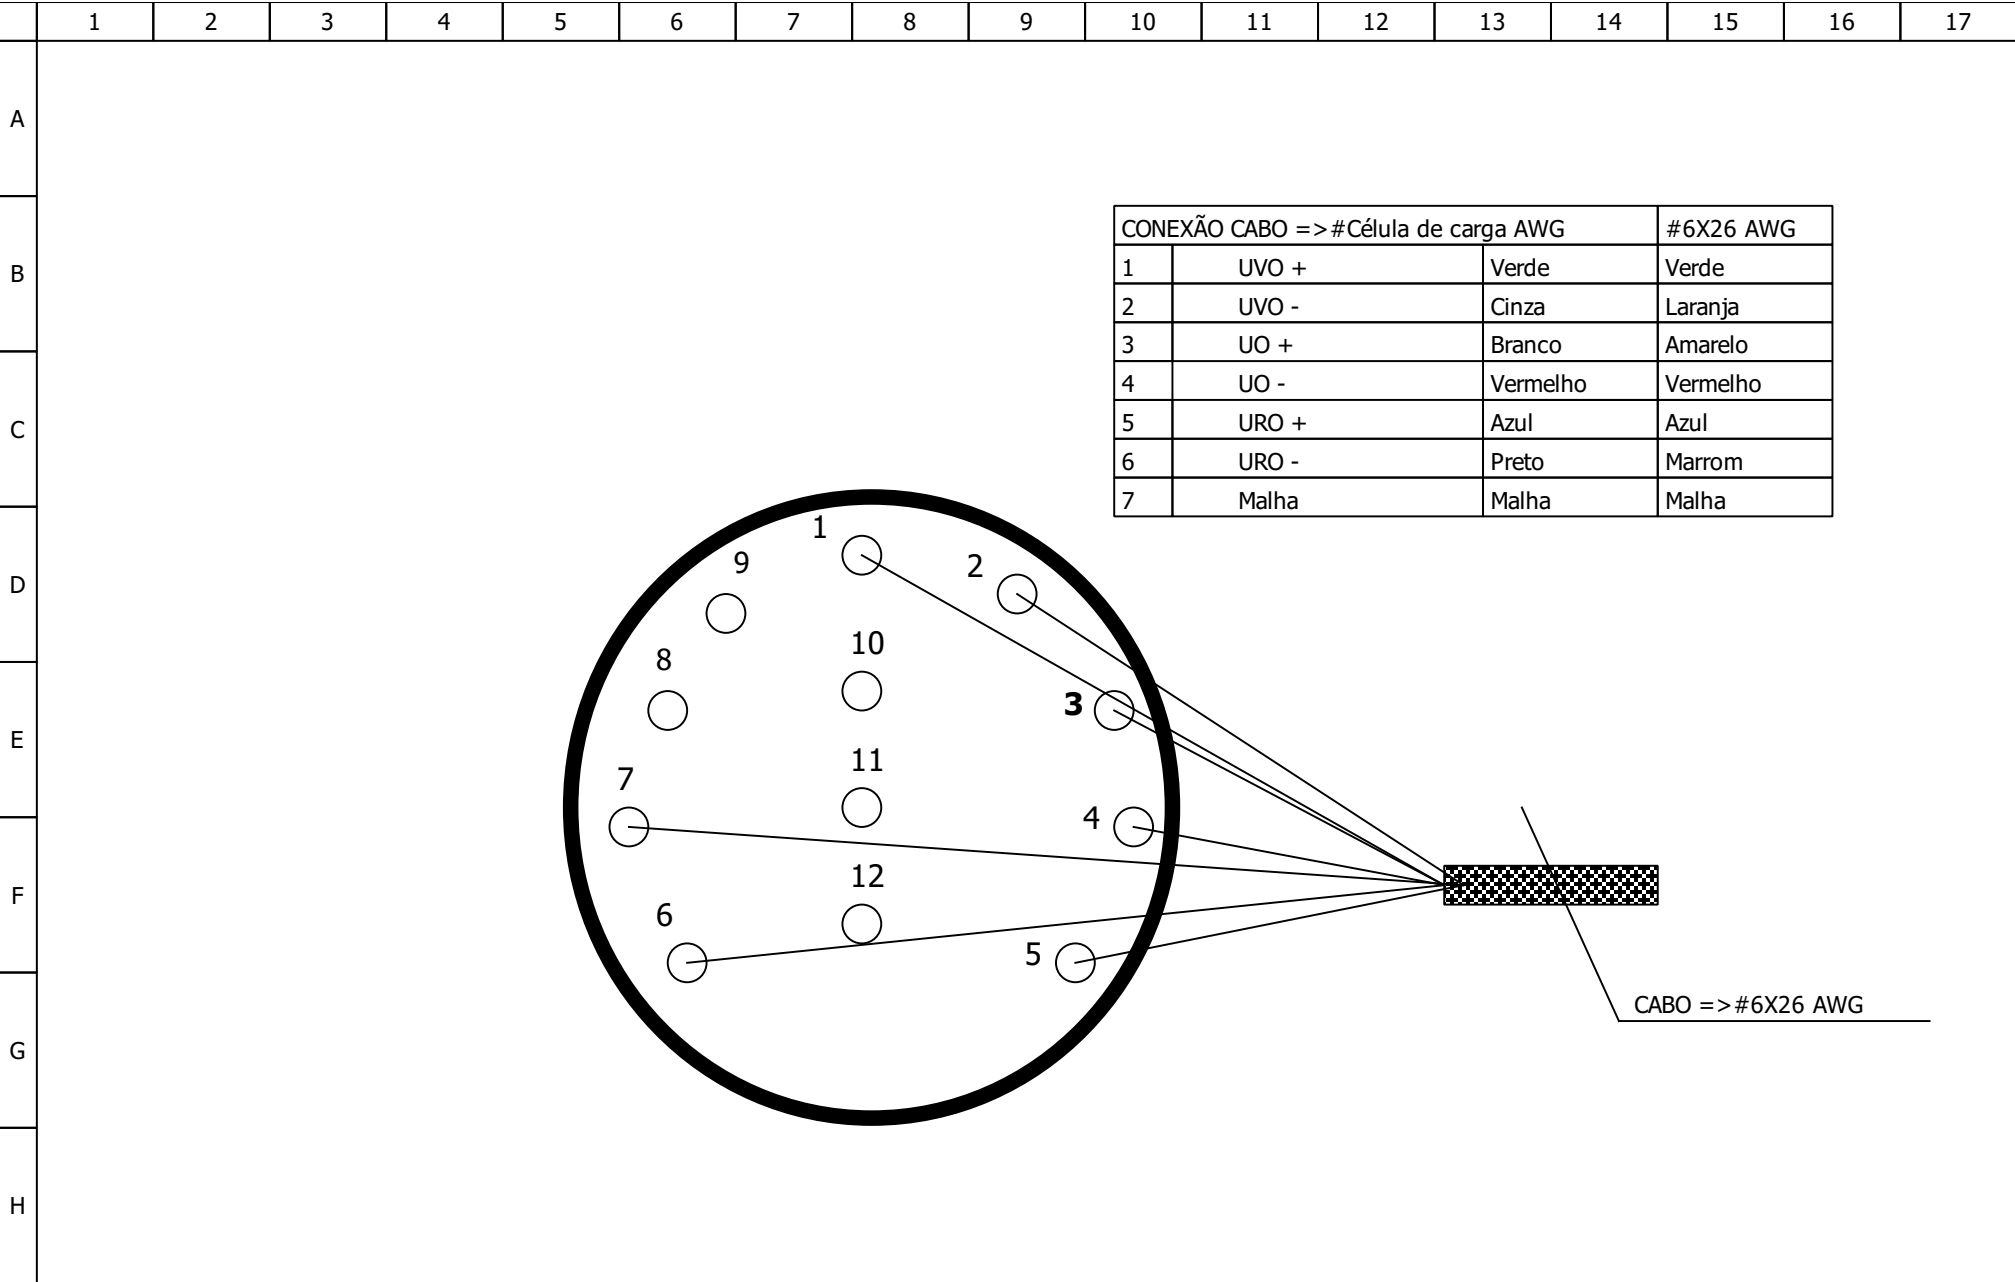 1 2 3 4 5 6 7 8 9 10 11 12 13 14 15 16 17
A
B
C
D
E
F
G
H
CONEXÃO CABO =>#Célula de carga AWG #6X26 AWG
1 UVO + Verde Verde
2 UVO - Cinza Laranja
3 UO + Branco Amarelo
4 UO - Vermelho Vermelho
5 URO + Azul Azul
6 URO - Preto Marrom
7 Malha Malha Malha
1
9
2
10
8
3
11
7
4
12
6
5
CABO =>#6X26 AWG